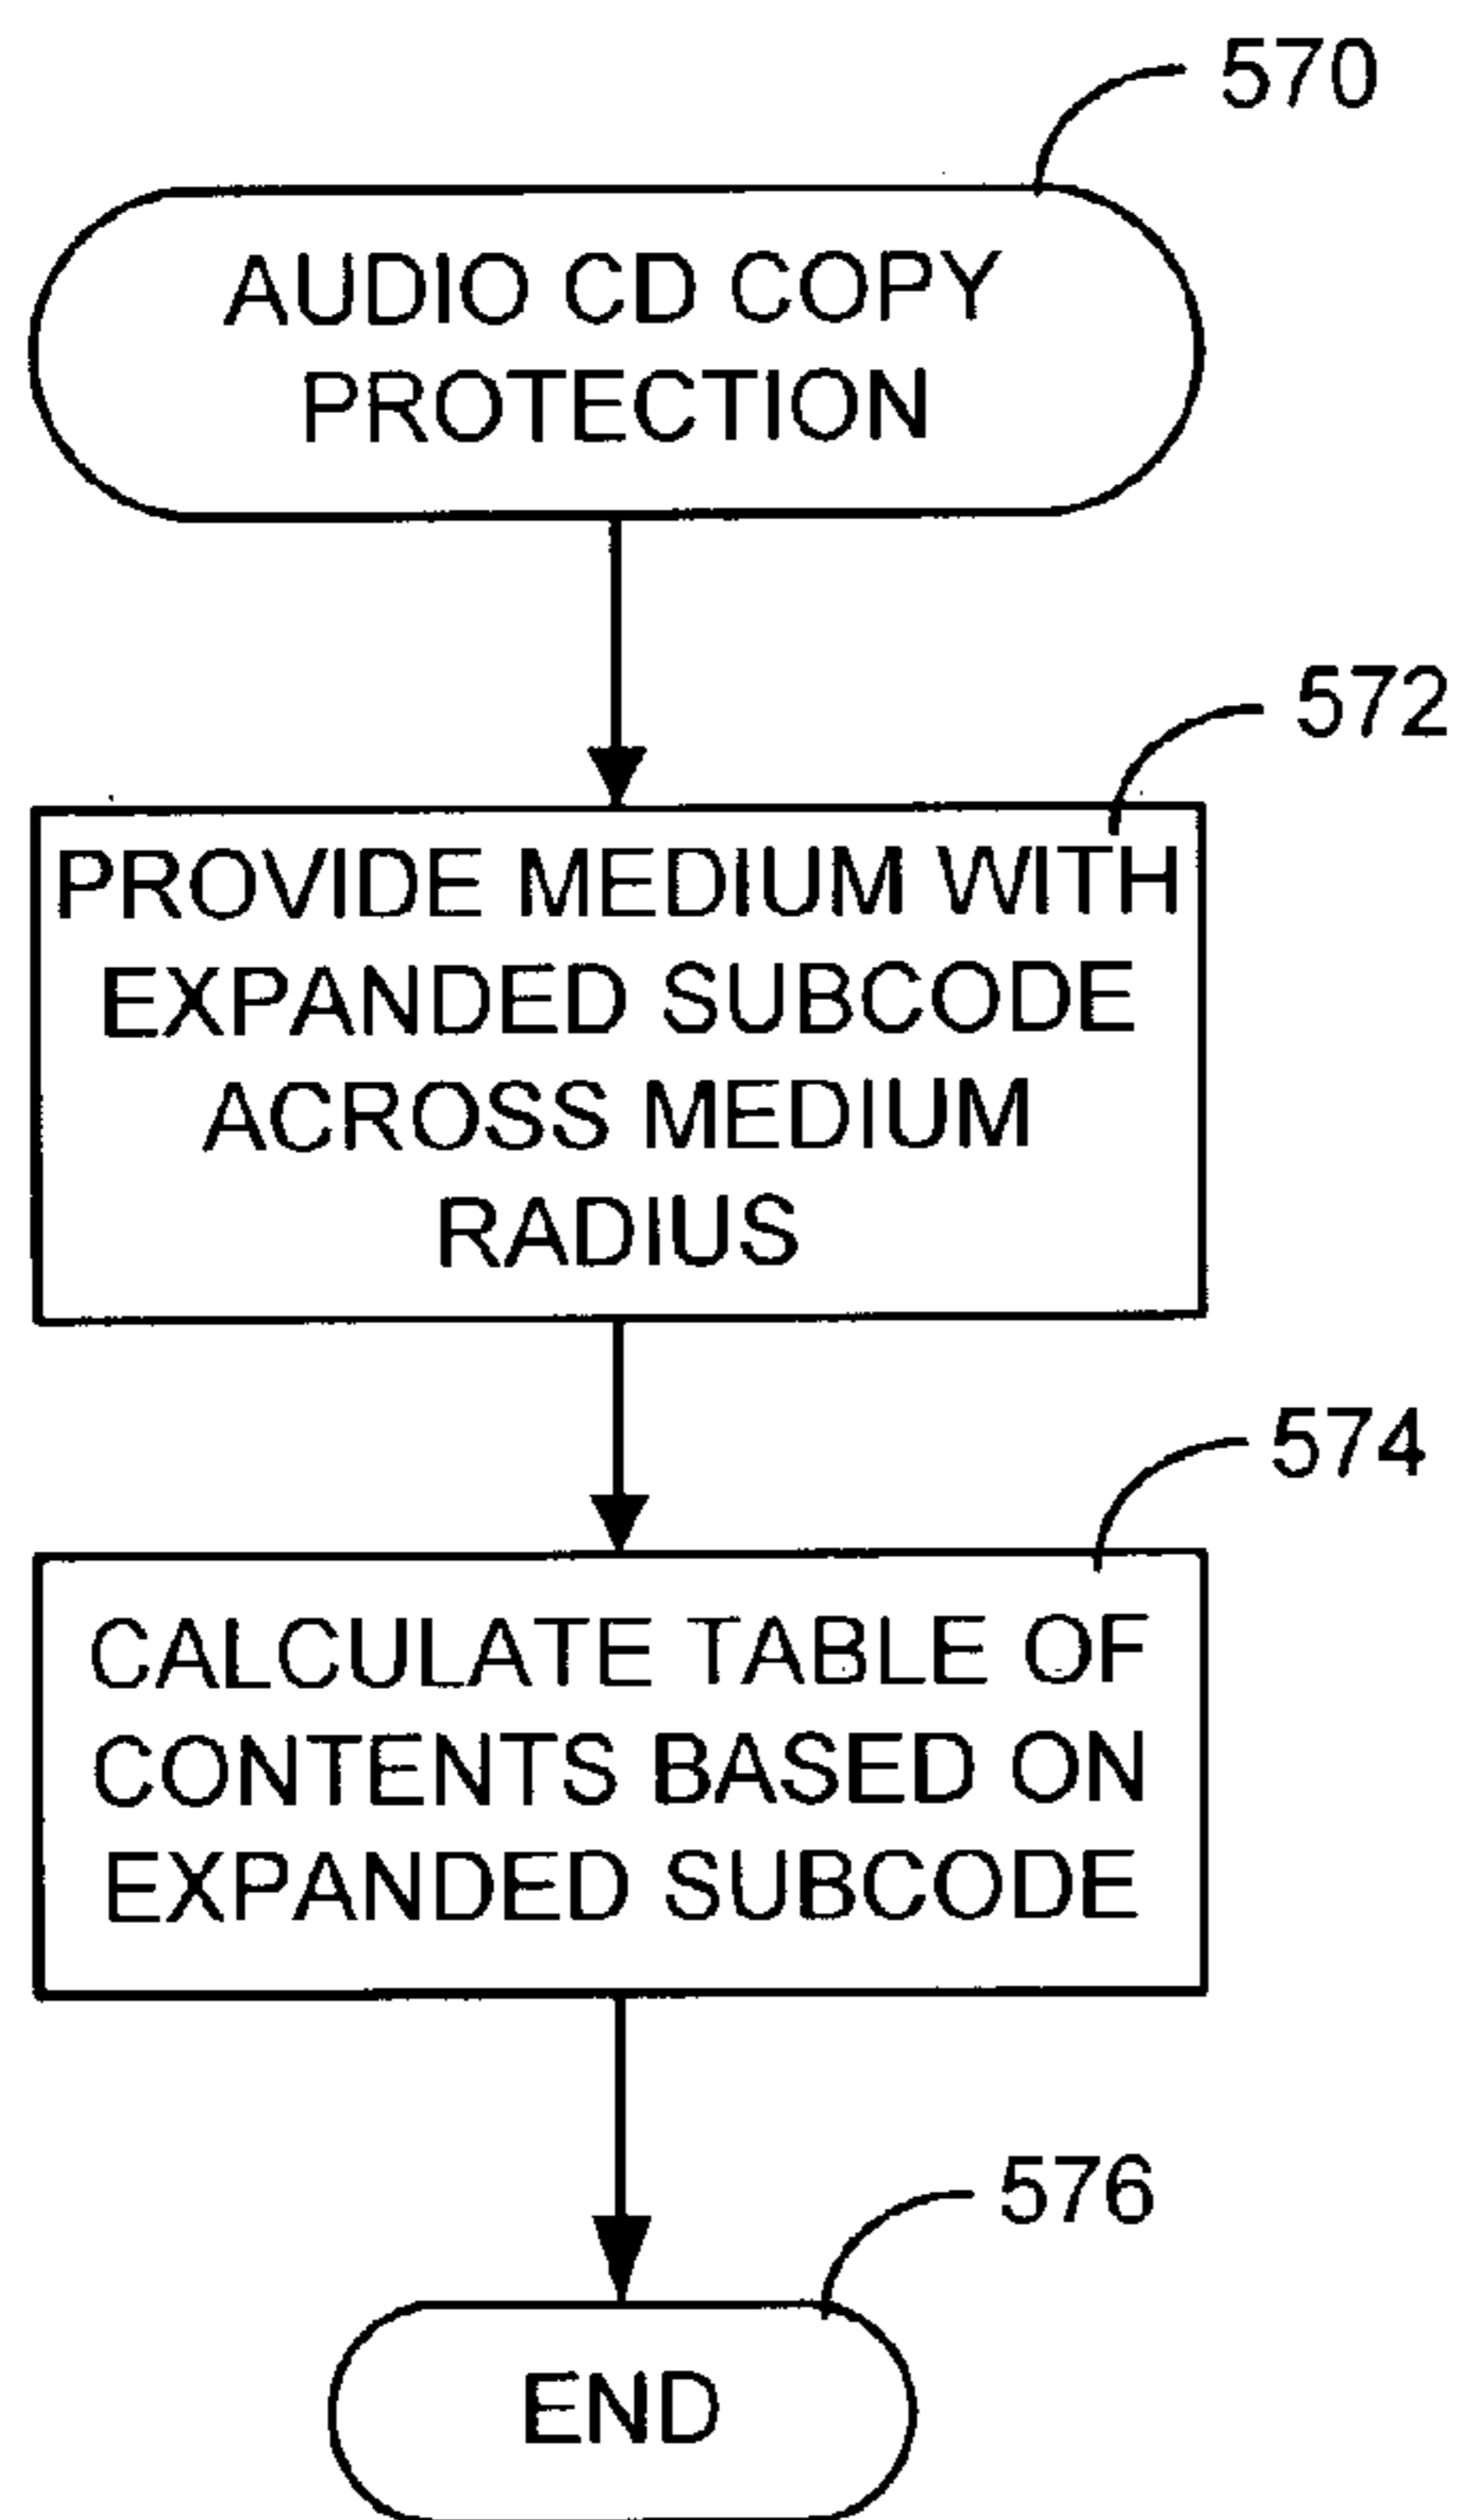 570
AUDIO CD COPY
PROTECTION
572
PROVIDE MEDIUM WITH
EXPANDED SUBCODE
ACROSS MEDIUM
RADIUS
574
CALCULATE TABLE OF
CONTENTS BASED ON
EXPANDED SUBCODE
576
END